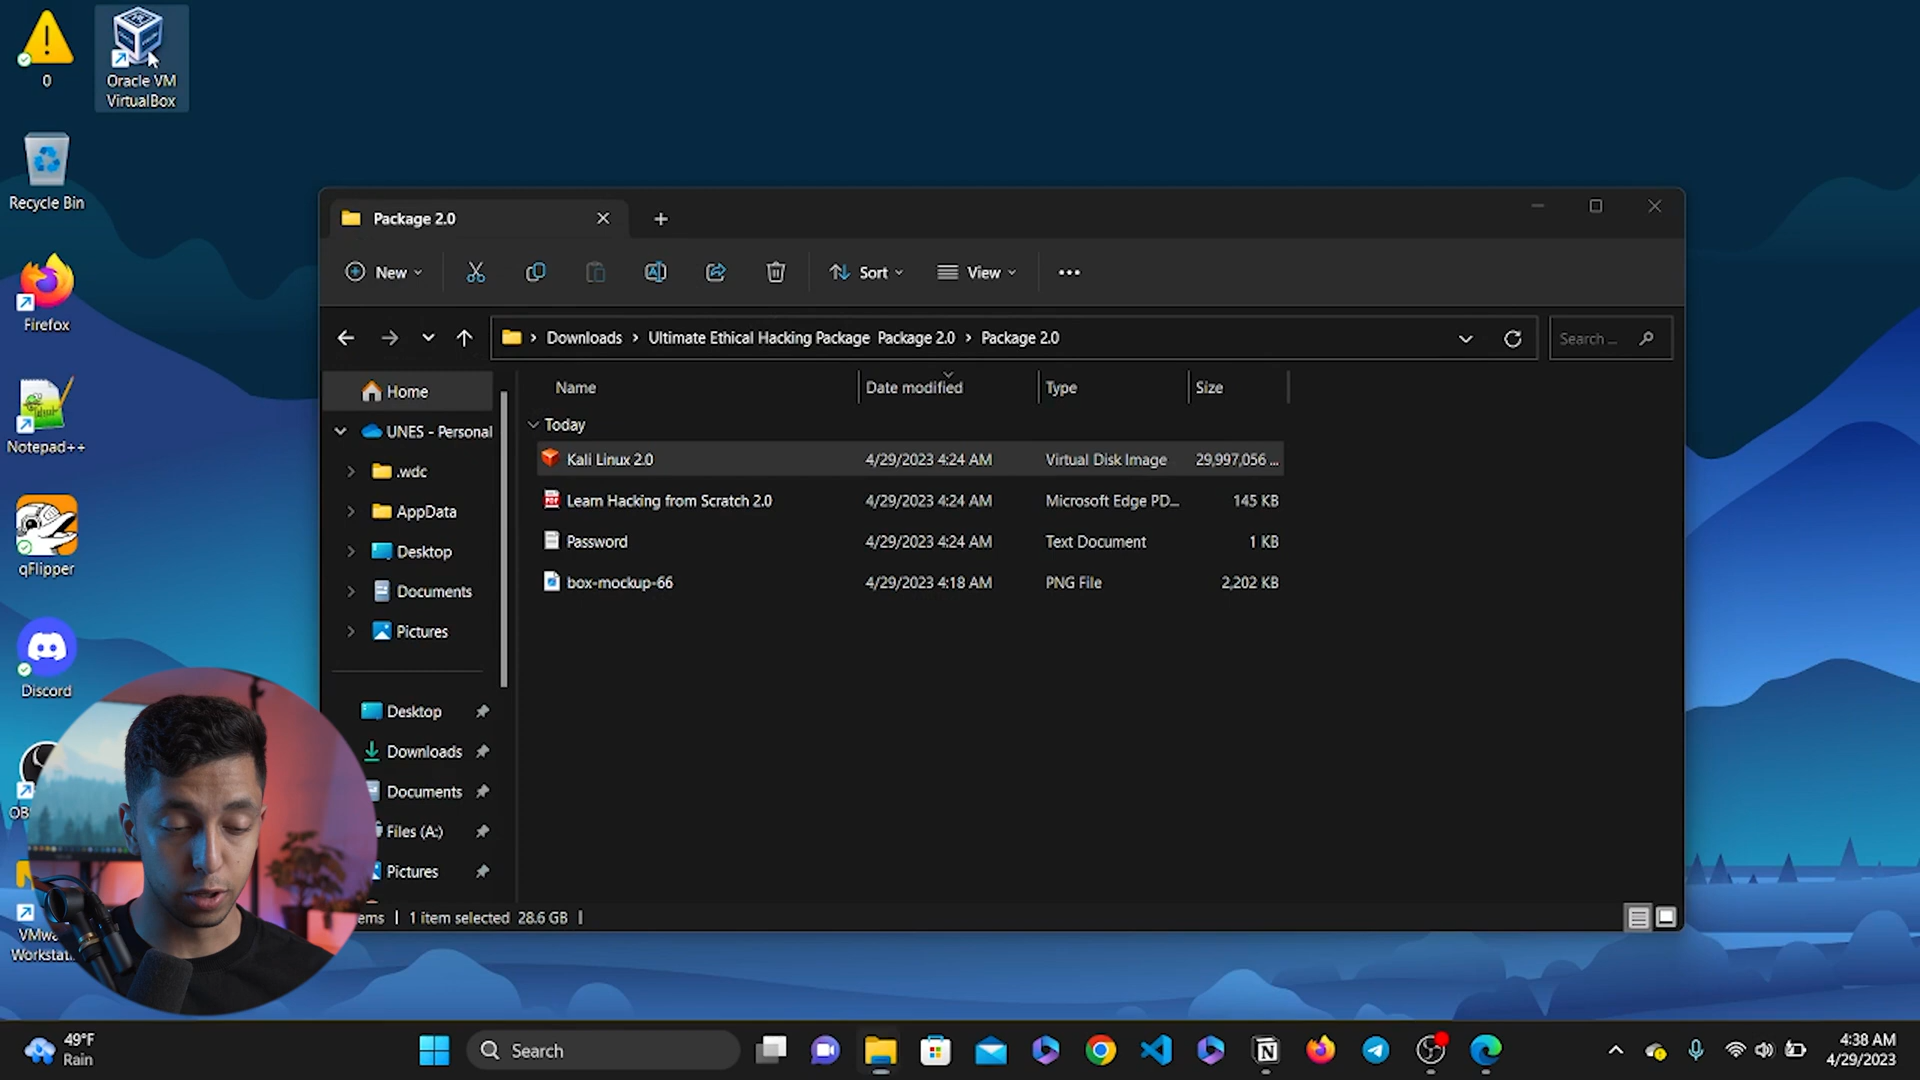 0
Oracle VM
VirtualBox
Recycle Bin
Firefox
Notepad++
qFlipper
Discord
OB
VMwa
Workstat
Package 2.0
New
Sort
View
Downloads > Ultimate Ethical Hacking Package Package 2.0 > Package 2.0
Search ...
Home
UNES - Personal
.wdc
AppData
Desktop
Documents
Pictures
Desktop
Downloads
Documents
Files (A:)
Pictures
Name Date modified Type Size
Today
Kali Linux 2.0 4/29/2023 4:24 AM Virtual Disk Image 29,997,056 ...
Learn Hacking from Scratch 2.0 4/29/2023 4:24 AM Microsoft Edge PD... 145 KB
Password 4/29/2023 4:24 AM Text Document 1 KB
box-mockup-66 4/29/2023 4:18 AM PNG File 2,202 KB
ems 1 item selected 28.6 GB
49°F
Rain
Search
4:38 AM
4/29/2023